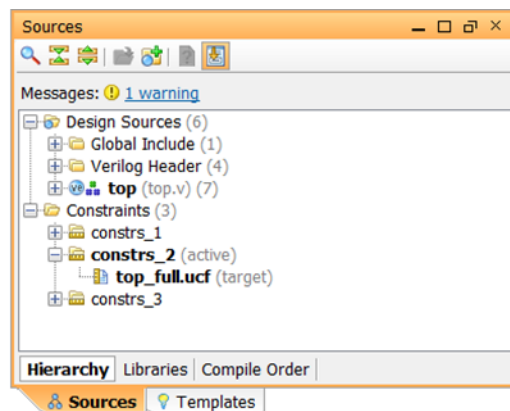 Sources
Messages: 1 warning
Design Sources (6)
Global Include (1)
Verilog Header (4)
top (top.v) (7)
Constraints (3)
constrs_1
constrs_2 (active)
top_full.ucf (target)
constrs_3
Hierarchy Libraries Compile Order
Sources Templates